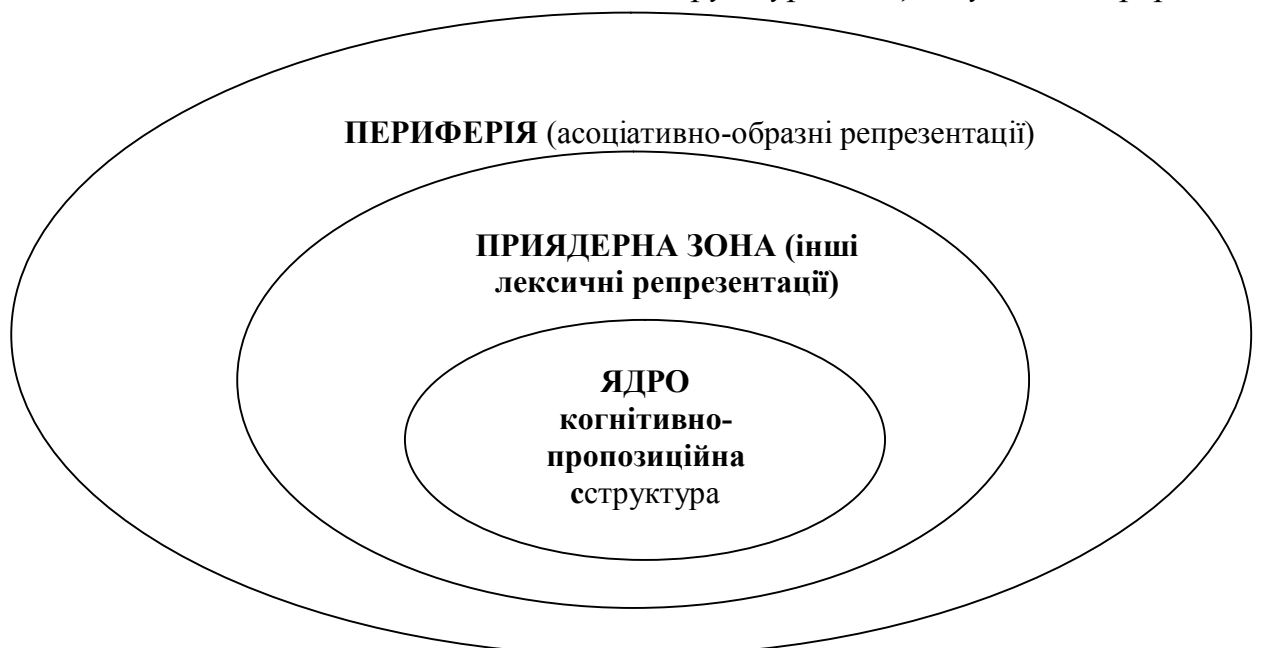 ПЕРИФЕРІЯ (асоціативно-образні репрезентації)
ПРИЯДЕРНА ЗОНА (інші
лексичні репрезентації)
ЯДРО
когнітивно-
пропозиційна
сструктура